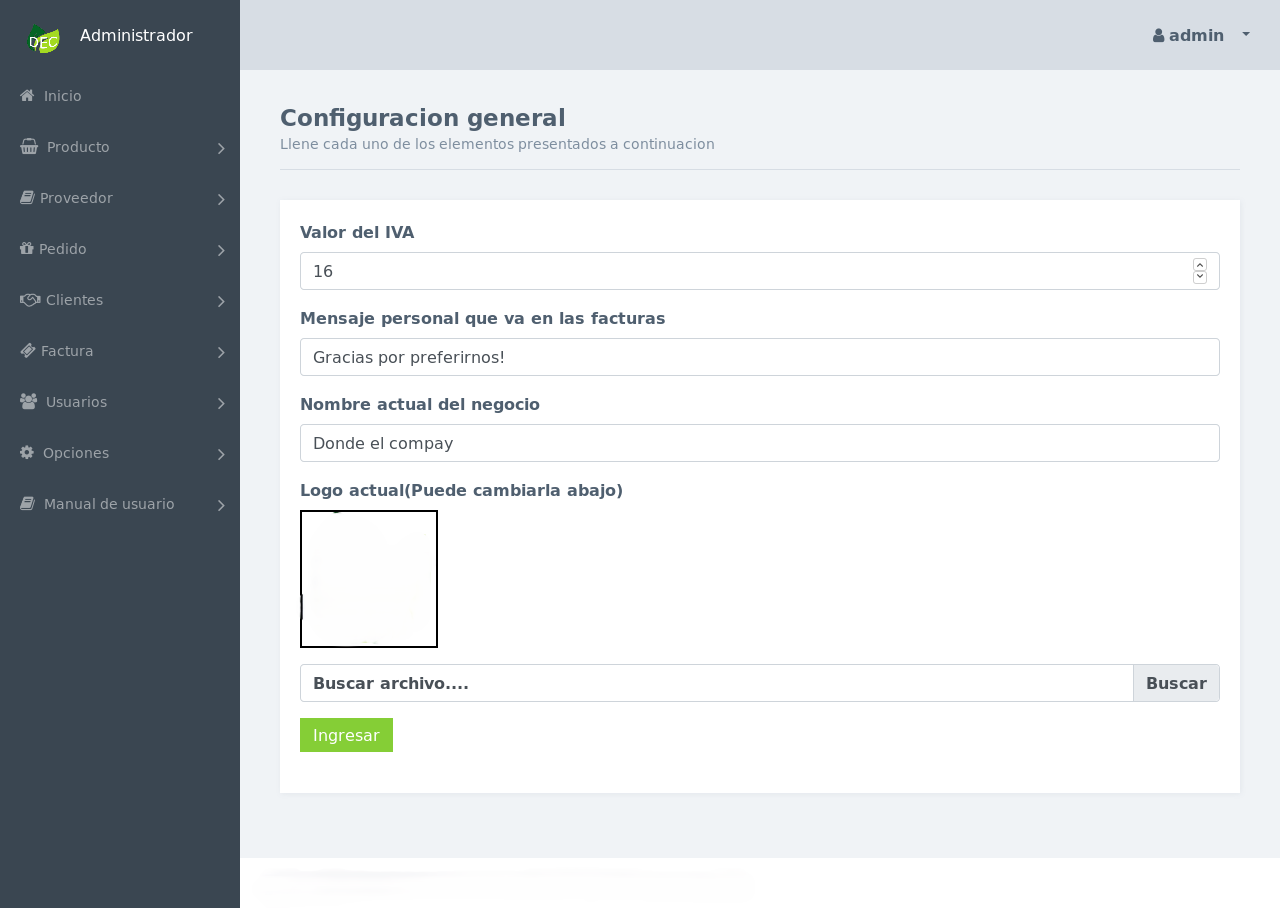 DEC
Administrador
admin
Inicio
Producto
Proveedor
Pedido
Clientes
Factura
Usuarios
Opciones
Manual de usuario
Configuracion general
Llene cada uno de los elementos presentados a continuacion
Valor del IVA
16
Mensaje personal que va en las facturas
Gracias por preferirnos!
Nombre actual del negocio
Donde el compay
Logo actual(Puede cambiarla abajo)
Buscar archivo.... Buscar
Ingresar